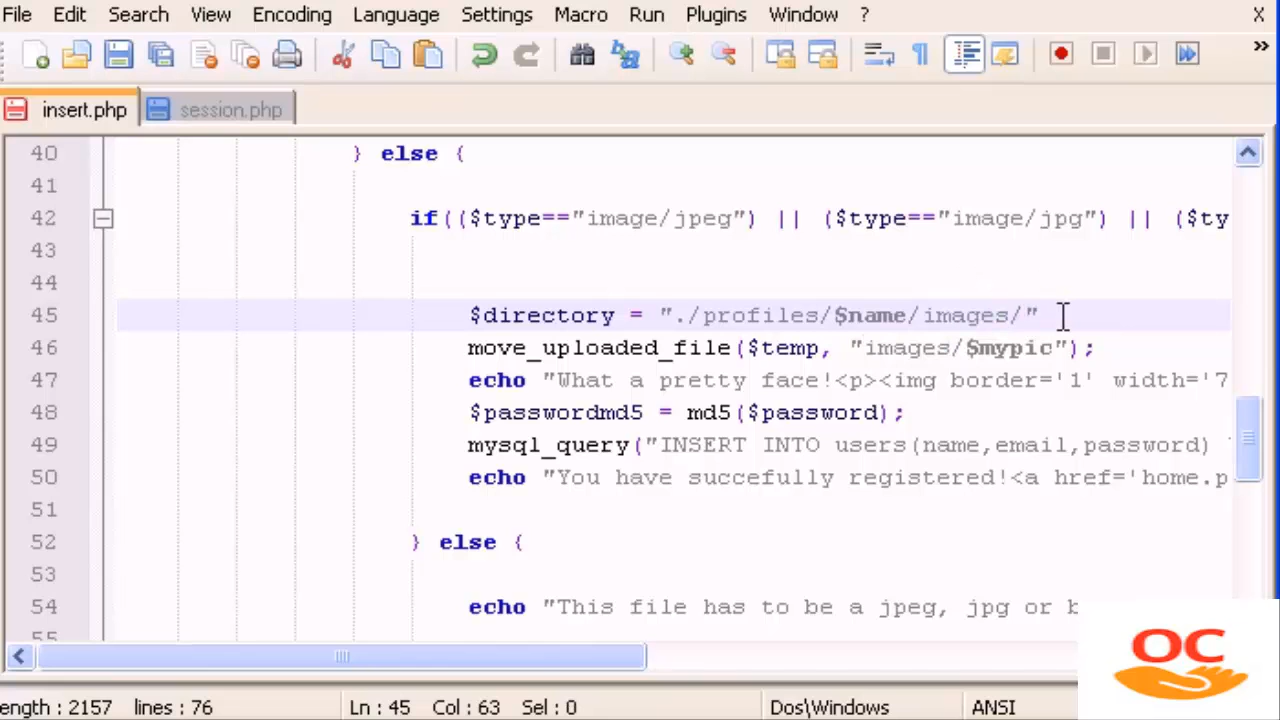 File Edit Search View Encoding Language Settings Macro Run Plugins Window ? X
»
insert.php session.php
40 } else {
41
42 if(($type=="image/jpeg") || ($type=="image/jpg") || ($ty
43
44
45 $directory = "./profiles/$name/images/"
46 move_uploaded_file($temp, "images/$mypic");
47 echo "What a pretty face!<p><img border='1' width='7
48 $passwordmd5 = md5($password);
49 mysql_query("INSERT INTO users(name,email,password)
50 echo "You have succefully registered!<a href='home.p
51
52 } else {
53
54 echo "This file has to be a jpeg, jpg or b
55
OC
ength : 2157 lines : 76 Ln : 45 Col : 63 Sel : 0 Dos\Windows ANSI